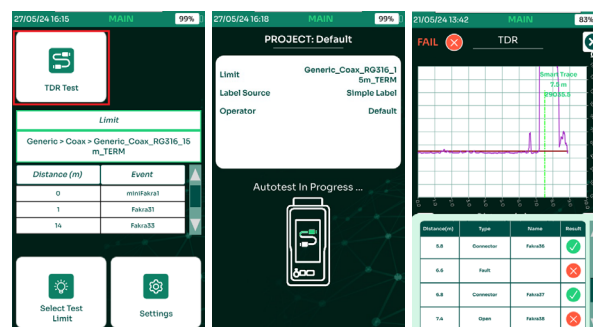 27/05/24 16:15 MAIN 99%
TDR Test
Limit
Generic > Coax > Generic_Coax_RG316_15
m_TERM
Distance (m) Event
0 miniFakra1
1 Fakra31
14 Fakra33
Select Test
Limit
Settings
27/05/24 16:18 MAIN 99%
PROJECT: Default
Limit Generic_Coax_RG316_1
5m_TERM
Label Source Simple Label
Operator Default
Autotest In Progress ...
21/05/24 13:42 MAIN 83%
FAIL TDR
Smart Trace
7.5 m
Distance(m) Type Name Result
5.8 Connector Fakra36
6.6 Fault
6.8 Connector Fakra37
7.4 Open Fakra38